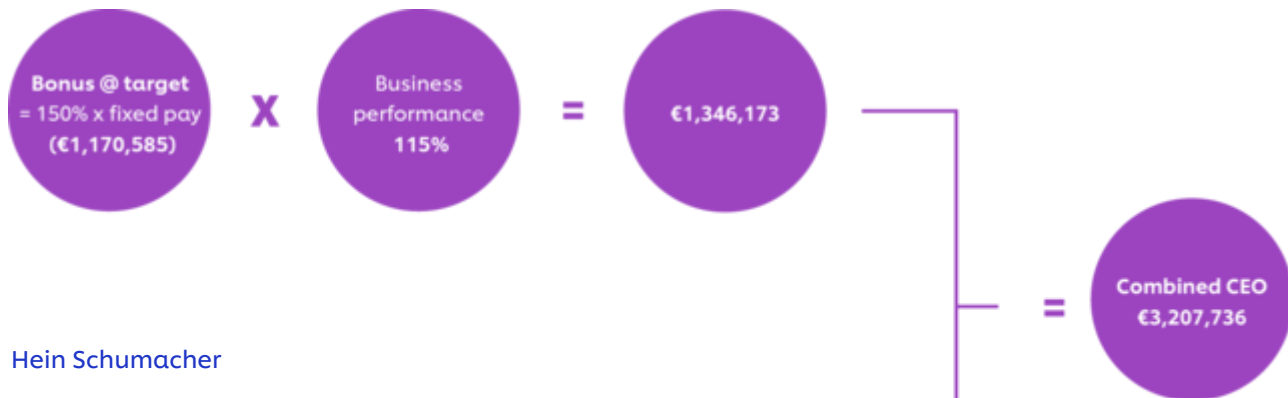 Bonus @ target
= 150% x fixed pay
(€1,170,585)
X
Business
performance
115%
=
€1,346,173
=
Combined CEO
€3,207,736
Hein Schumacher